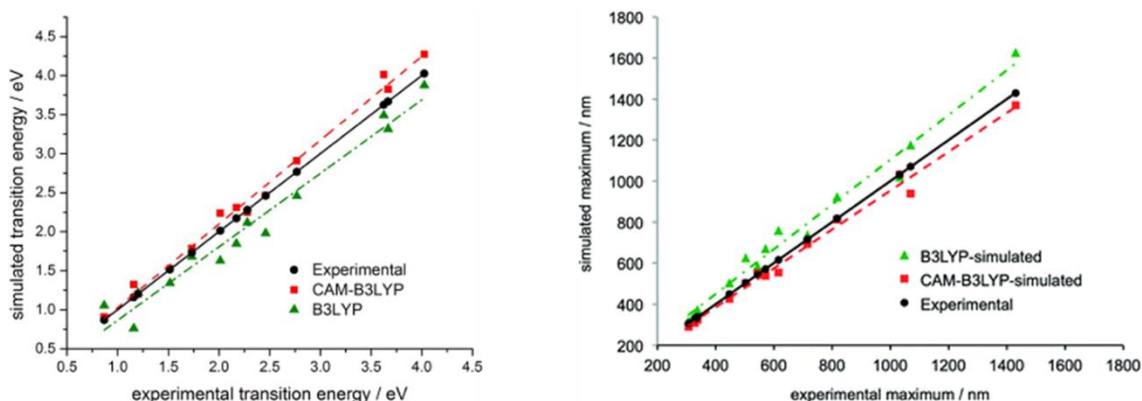 simulated transition energy / eV
4.5
4.0
3.5
3.0
2.5
2.0
1.5
1.0
0.5
Experimental
CAM-B3LYP
B3LYP
0.5 1.0 1.5 2.0 2.5 3.0 3.5 4.0 4.5
experimental transition energy / eV
simulated maximum / nm
1800
1600
1400
1200
1000
800
600
400
200
B3LYP-simulated
CAM-B3LYP-simulated
Experimental
200 400 600 800 1000 1200 1400 1600 1800
experimental maximum / nm